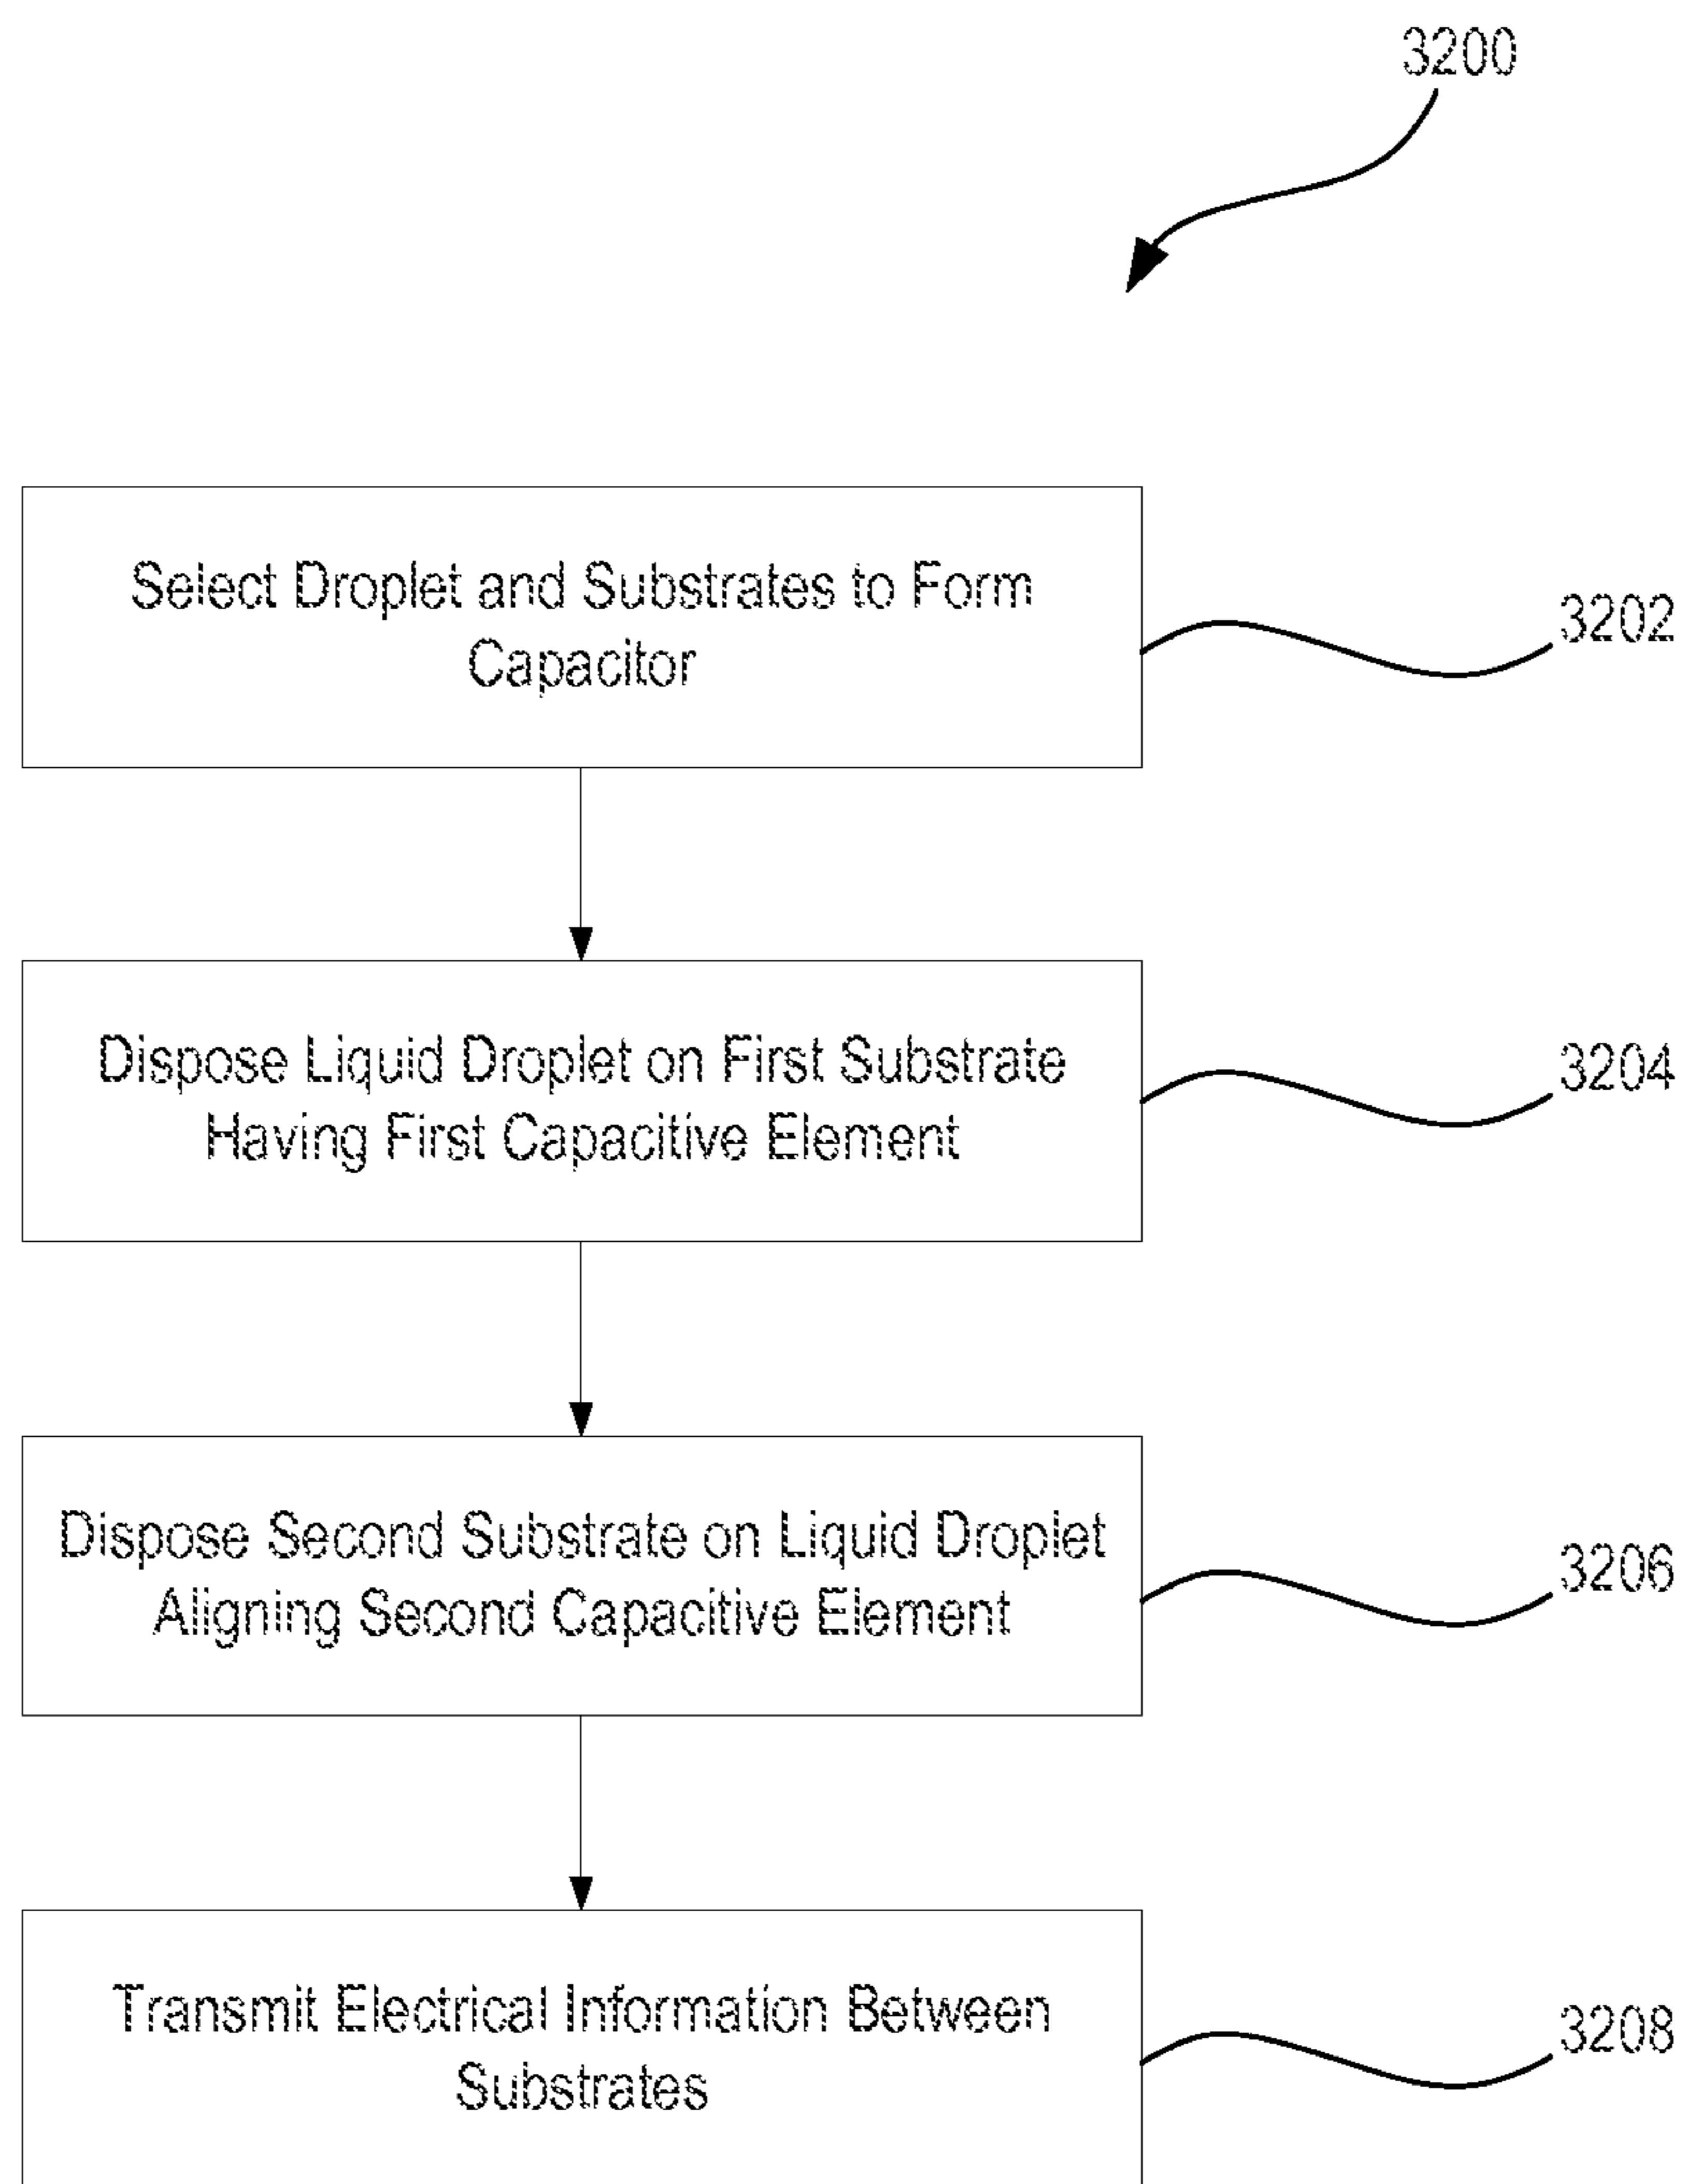 3200
Select Droplet and Substrates to Form
Capacitor
3202
Dispose Liquid Droplet on First Substrate
Having First Capacitive Element
3204
Dispose Second Substrate on Liquid Droplet
Aligning Second Capacitive Element
3206
Transmit Electrical Information Between
Substrates
3208